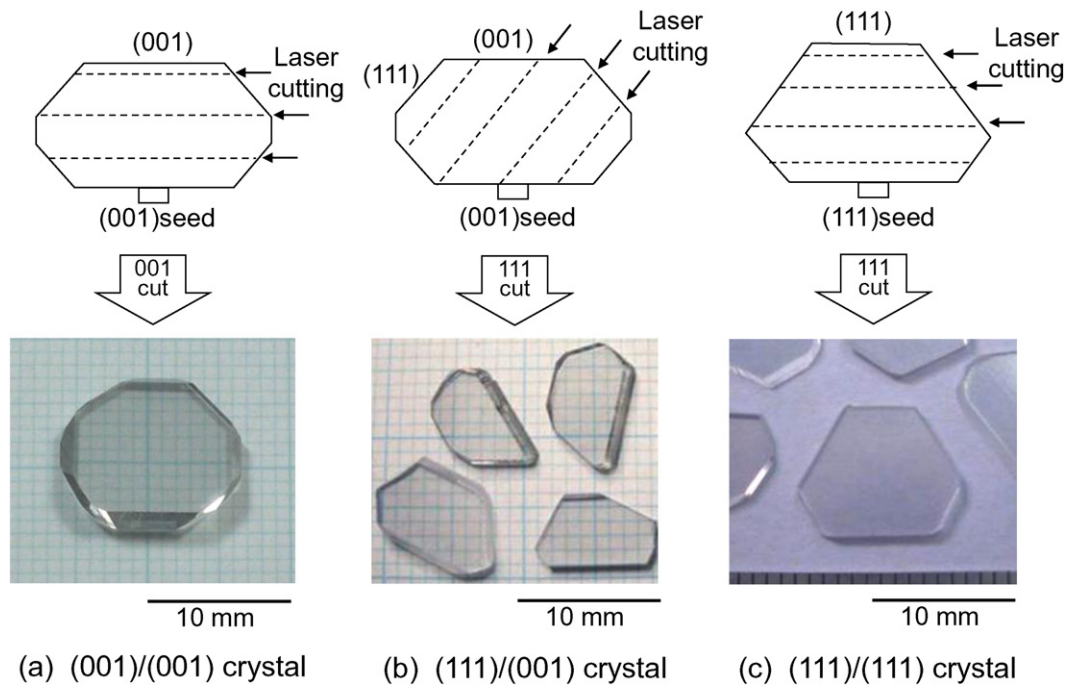 (001)
Laser
cutting
(001)seed
001
cut
10 mm
(a) (001)/(001) crystal
(001)
Laser
cutting
(111)
(001)seed
111
cut
10 mm
(b) (111)/(001) crystal
(111)
Laser
cutting
(111)seed
111
cut
10 mm
(c) (111)/(111) crystal